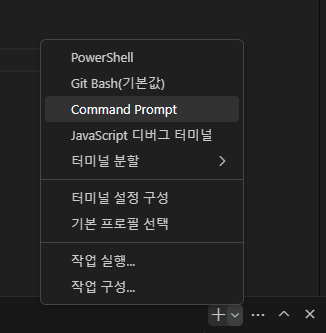 PowerShell
Git Bash(기본값)
Command Prompt
JavaScript 디버그 터미널
터미널 분할
터미널 설정 구성
기본 프로필 선택
작업 실행...
작업 구성...